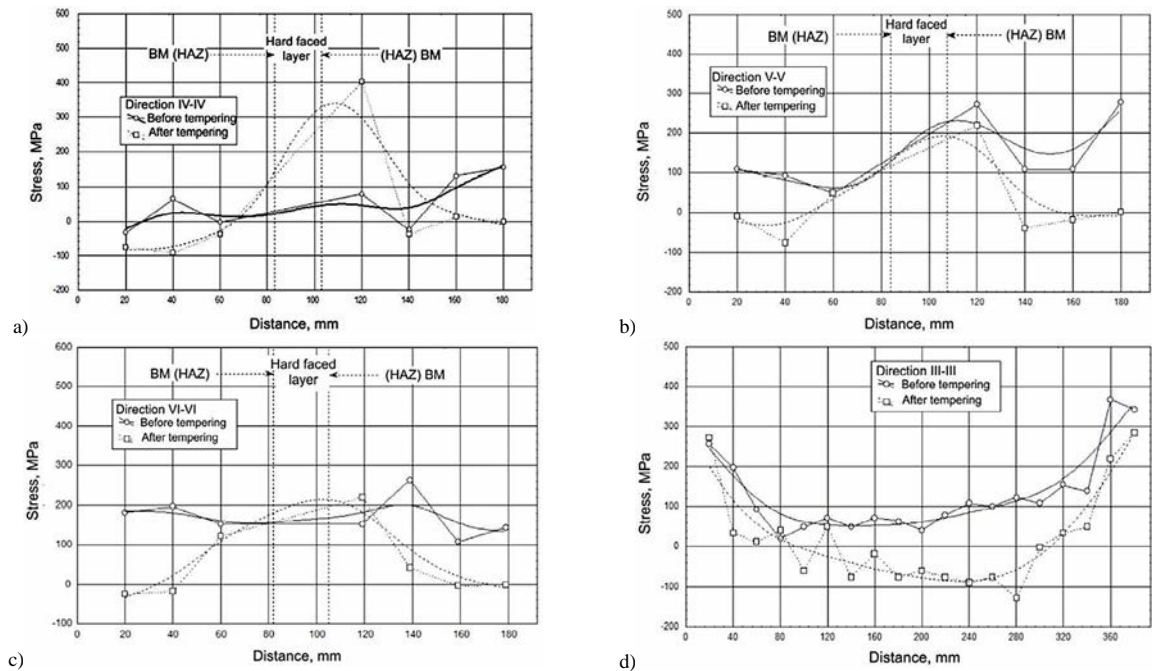 600
500
400
300
200
100
0
-100
-200
0
20
40
60
80
100
120
140
160
180
Stress, MPa
Distance, mm
BM (HAZ)
Hard faced
layer
(HAZ) BM
Direction IV-IV
Before tempering
After tempering
a)
500
400
300
200
100
0
-100
-200
0
20
40
60
80
100
120
140
160
180
Stress, MPa
Distance, mm
BM (HAZ)
Hard faced
layer
(HAZ) BM
Direction V-V
Before tempering
After tempering
b)
600
500
400
300
200
100
0
-100
0
20
40
60
80
100
120
140
160
180
Stress, MPa
Distance, mm
BM (HAZ)
Hard faced
layer
(HAZ) BM
Direction VI-VI
Before tempering
After tempering
c)
500
400
300
200
100
0
-100
-200
0
40
80
120
160
200
240
280
320
360
Stress, MPa
Distance, mm
Direction III-III
Before tempering
After tempering
d)